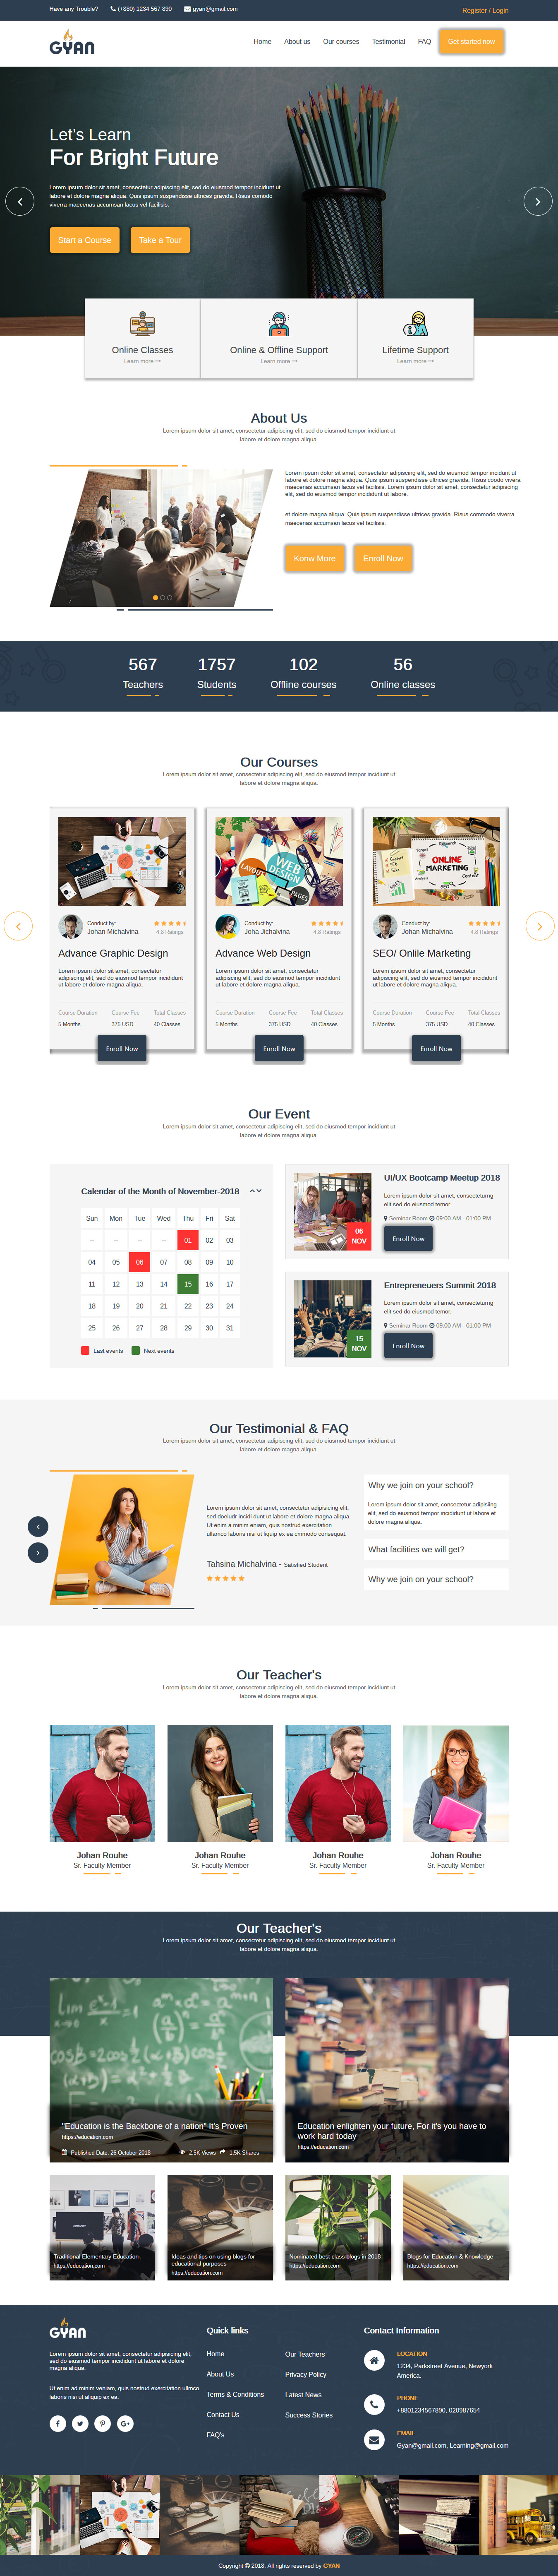 Have any Trouble? (+880) 1234 567 890 gyan@gmail.com Register / Login
GYAN Home About us Our courses Testimonial FAQ Get started now
Let's Learn
For Bright Future
Lorem ipsum dolor sit amet, consectetur adipiscing elit, sed do eiusmod tempor incidunt ut
labore et dolore magna aliqua. Quis ipsum suspendisse ultrices gravida. Risus comodo
viverra maecenas accumsan lacus vel facilisis.
Start a Course Take a Tour
Online Classes Online & Offline Support Lifetime Support
Learn more Learn more Learn more
About Us
Lorem ipsum dolor sit amet, consectetur adipiscing elit, sed do eiusmod tempor incidunt ut
labore et dolore magna aliqua.
Lorem ipsum dolor sit amet, consectetur adipiscing elit, sed do eiusmod tempor incididunt ut
labore et dolore magna aliqua. Quis ipsum suspendisse ultrices gravida. Risus coodo vivera
maecenas accumsan lacus vel facilisis. Lorem ipsum dolor sit amet, consectetur adipiscing
elit, sed do eiusmod tempor incididunt ut labore.
et dolore magna aliqua. Quis ipsum suspendisse ultrices gravida. Risus commodo viverra
maecenas accumsan lacus vel facilisis.
Konw More Enroll Now
567 1757 102 56
Teachers Students Offline courses Online classes
Our Courses
Lorem ipsum dolor sit amet, consectetur adipiscing elit, sed do eiusmod tempor incidunt ut
labore et dolore magna aliqua.
LAYOUT WEB DESIGN
ONLINE MARKETING
Conduct by: Conduct by: Conduct by:
Johan Michalvina 4.8 Ratings Joha Jichalvina 4.8 Ratings Johan Michalvina 4.8 Ratings
Advance Graphic Design Advance Web Design SEO/ Onlile Marketing
Lorem ipsum dolor sit amet, consectetur Lorem ipsum dolor sit amet, consectetur Lorem ipsum dolor sit amet, consectetur
adipiscing elit, sed do eiusmod tempor incididunt adipiscing elit, sed do eiusmod tempor incididunt adipiscing elit, sed do eiusmod tempor incididunt
ut labore et dolore magna aliqua. ut labore et dolore magna aliqua. ut labore et dolore magna aliqua.
Course Duration Course Fee Total Classes Course Duration Course Fee Total Classes Course Duration Course Fee Total Classes
5 Months 375 USD 40 Classes 5 Months 375 USD 40 Classes 5 Months 375 USD 40 Classes
Enroll Now Enroll Now Enroll Now
Our Event
Lorem ipsum dolor sit amet, consectetur adipiscing elit, sed do eiusmod tempor incidunt ut
labore et dolore magna aliqua.
Calendar of the Month of November-2018
Sun Mon Tue Wed Thu Fri Sat
-- -- -- -- 01 02 03
04 05 06 07 08 09 10
11 12 13 14 15 16 17
18 19 20 21 22 23 24
25 26 27 28 29 30 31
Last events Next events
UI/UX Bootcamp Meetup 2018
Lorem ipsum dolor sit amet, consecteturng
elit sed do eiusmod temor.
Seminar Room 09:00 AM - 01:00 PM
06
NOV
Enroll Now
Entrepreneuers Summit 2018
Lorem ipsum dolor sit amet, consecteturng
elit sed do eiusmod temor.
Seminar Room 09:00 AM - 01:00 PM
15
NOV
Enroll Now
Our Testimonial & FAQ
Lorem ipsum dolor sit amet, consectetur adipiscing elit, sed do eiusmod tempor incidunt ut
labore et dolore magna aliqua.
Lorem ipsum dolor sit amet, consectetur adipisicing elit,
sed doeiudr incidi dunt ut labore et dolore magna aliqua.
Ut enim a minim eniam, quis nostrud exercitation
ullamco laboris nisi ut liquip ex ea cmmodo consequat.
Tahsina Michalvina - Satisfied Student
Why we join on your school?
Lorem ipsum dolor sit amet, consectetur adipiscing
elit, sed do eiusmod tempor incididunt ut labore et
dolore magna aliqua.
What facilities we will get?
Why we join on your school?
Our Teacher's
Lorem ipsum dolor sit amet, consectetur adipiscing elit, sed do eiusmod tempor incidunt ut
labore et dolore magna aliqua
Johan Rouhe Johan Rouhe Johan Rouhe Johan Rouhe
Sr. Faculty Member Sr. Faculty Member Sr. Faculty Member Sr. Faculty Member
Our Teacher's
Lorem ipsum dolor sit amet, consectetur adipiscing elit, sed do eiusmod tempor incidunt ut
labore et dolore magna aliqua.
"Education is the Backbone of a nation" It's Proven
https://education.com
Published Date: 26 October 2018 2.5K Views 1.5K Shares
Education enlighten your future, For it's you have to
work hard today
https://education.com
Traditional Elementary Education
https://education.com
Ideas and tips on using blogs for
educational purposes
https://education.com
Nominated best class blogs in 2018
https://education.com
Blogs for Education & Knowledge
https://education.com
GYAN
Lorem ipsum dolor sit amet, consectetur adipiscing elit,
sed do eiusmod tempor incididunt ut labore et dolore
magna aliqua.
Ut enim ad minim veniam, quis nostrud exercitation ullmco
laboris nisi ut aliquip ex ea.
Quick links
Home
About Us
Terms & Conditions
Contact Us
FAQ's
Our Teachers
Privacy Policy
Latest News
Success Stories
Contact Information
LOCATION
1234, Parkstreet Avenue, Newyork
America.
PHONE
+8801234567890, 020987654
EMAIL
Gyan@gmail.com, Learning@gmail.com
Copyright © 2018. All rights reserved by GYAN